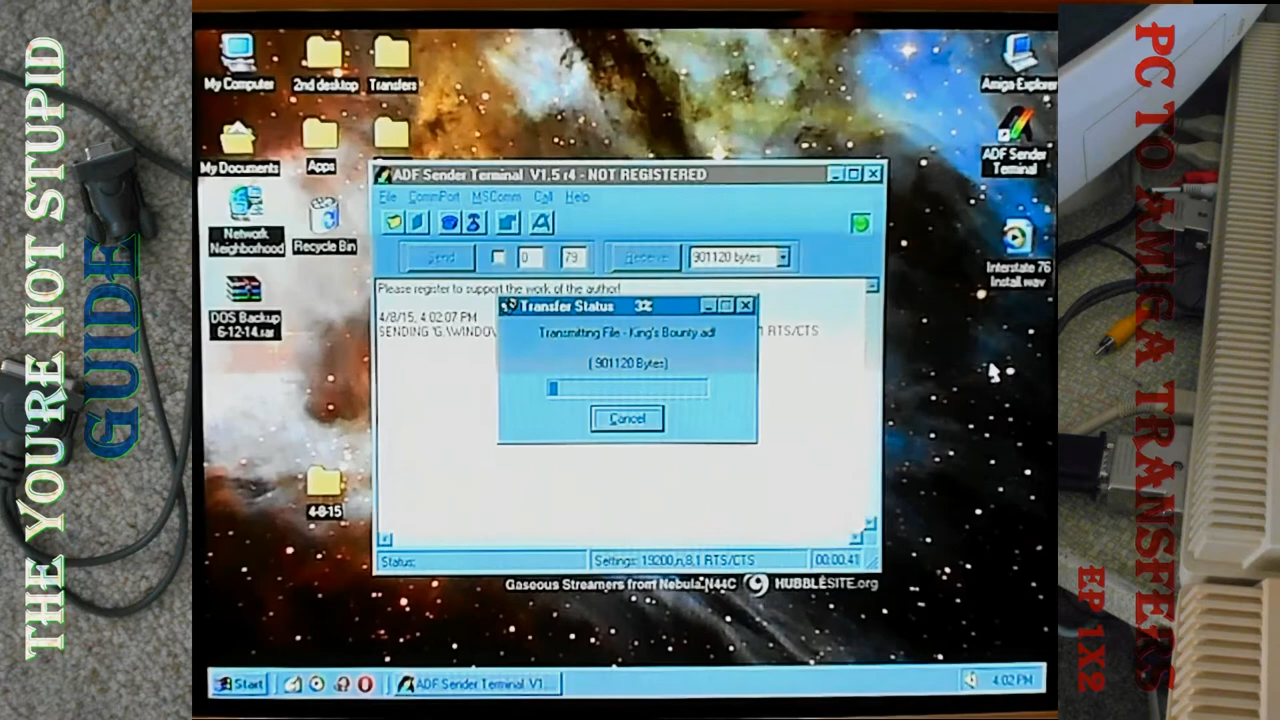 THE YOU'RE NOT STUPID
GUIDE
My Computer
2nd desktop
Transfers
Amiga Explorer
My Documents
Apps
ADF Sender
Terminal
Network
Neighborhood
Recycle Bin
Interstate 76
Install.wav
DOS Backup
6-12-14.rar
4-8-15
ADF Sender Terminal V1.5 r4 - NOT REGISTERED
File CommPort MSComm Call Help
Send 0 79 Receive 901120 bytes
Please register to support the work of the author!
4/8/15, 4:02:07 PM
SENDING 'G:\WINDOW
1 RTS/CTS
Transfer Status 3%
Transmitting File - King's Bounty.adf
( 901120 Bytes)
Cancel
Status: Settings: 19200,n,8,1 RTS/CTS 00:00:41
Gaseous Streamers from Nebula N44C HUBBLESITE.org
Start ADF Sender Terminal V1 4:02 PM
PC TO AMIGA TRANSFERS
EP 1X2